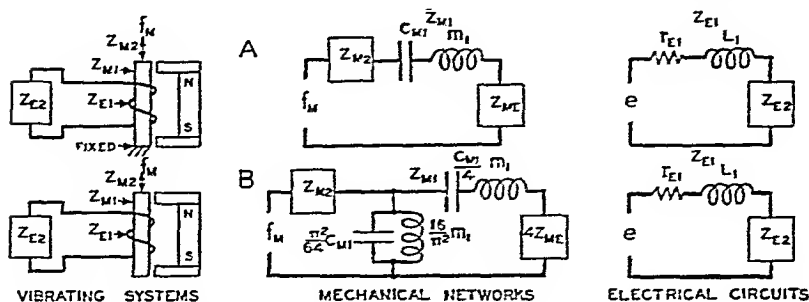 f_M
Z_M2
Z_M1
Z_E2
Z_E1
N
S
FIXED
A
Z_M2
C_M1
Z̄_M1
m_1
f_M
Z_ME
Z_E1
r_E1
L_1
e
Z_E2
f_M
Z_M2
Z_M1
Z_E2
Z_E1
N
S
B
Z_M2
Z_M1
C_M1/4
m_1
f_M
π²/64 C_M1
16/π² m_1
4Z_ME
Z_E1
r_E1
L_1
e
Z_E2
VIBRATING SYSTEMS
MECHANICAL NETWORKS
ELECTRICAL CIRCUITS